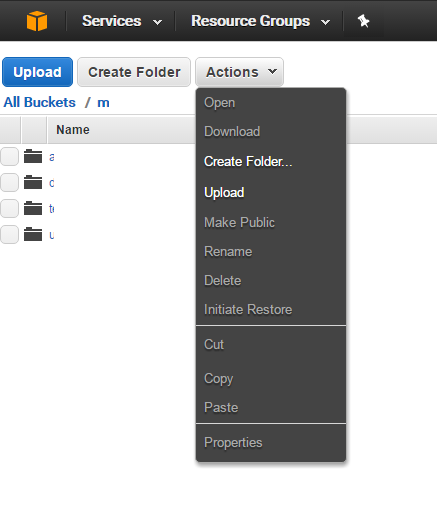 Services Resource Groups
Upload Create Folder Actions
All Buckets / m
Name
a
te
u
Open
Download
Create Folder...
Upload
Make Public
Rename
Delete
Initiate Restore
Cut
Copy
Paste
Properties